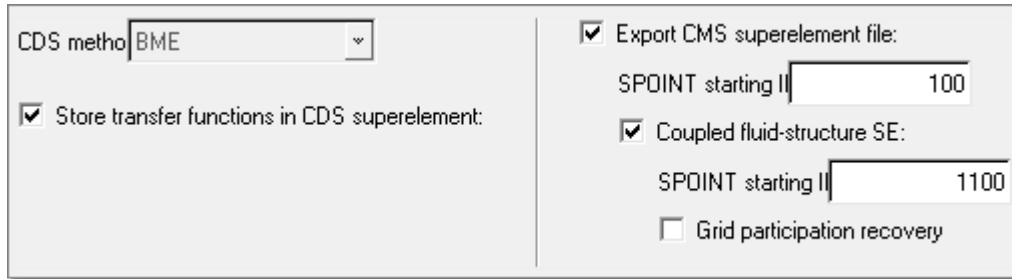 CDS metho BME
Store transfer functions in CDS superelement:
Export CMS superelement file:
SPOINT starting II 100
Coupled fluid-structure SE:
SPOINT starting II 1100
Grid participation recovery